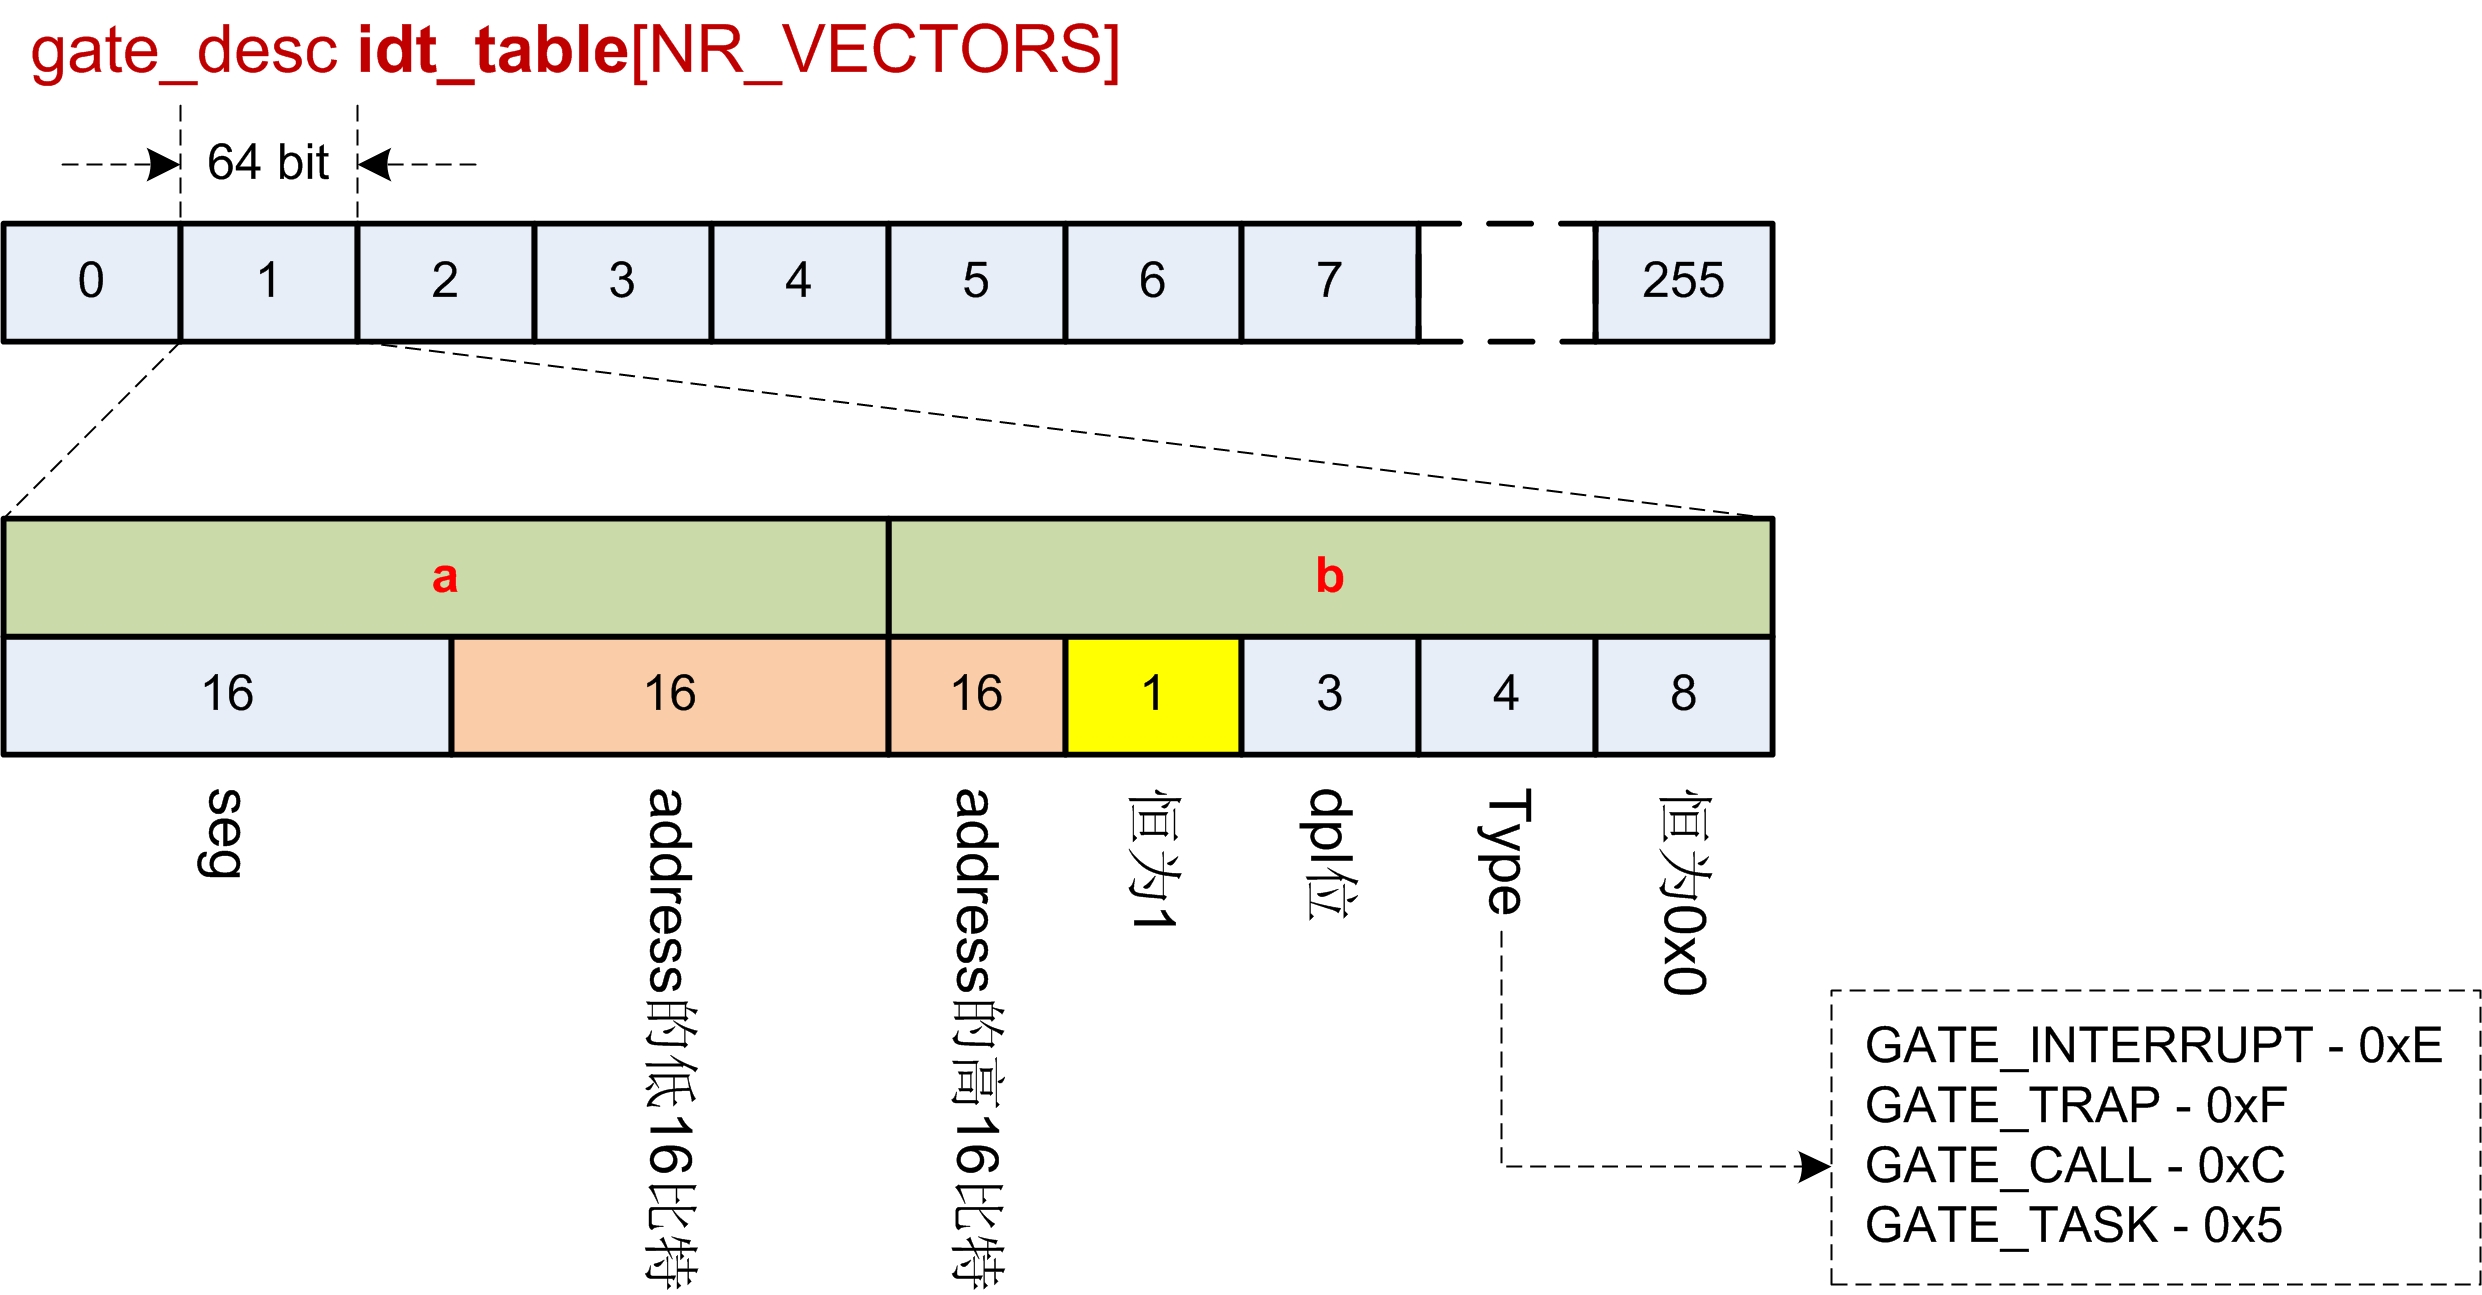 gate_desc idt_table[NR_VECTORS]
64 bit
0 1 2 3 4 5 6 7 255
a b
16 16 16 1 3 4 8
seg
address的低16比特
address的高16比特
恒为1
dpl位
Type
恒为0x0
GATE_INTERRUPT - 0xE
GATE_TRAP - 0xF
GATE_CALL - 0xC
GATE_TASK - 0x5